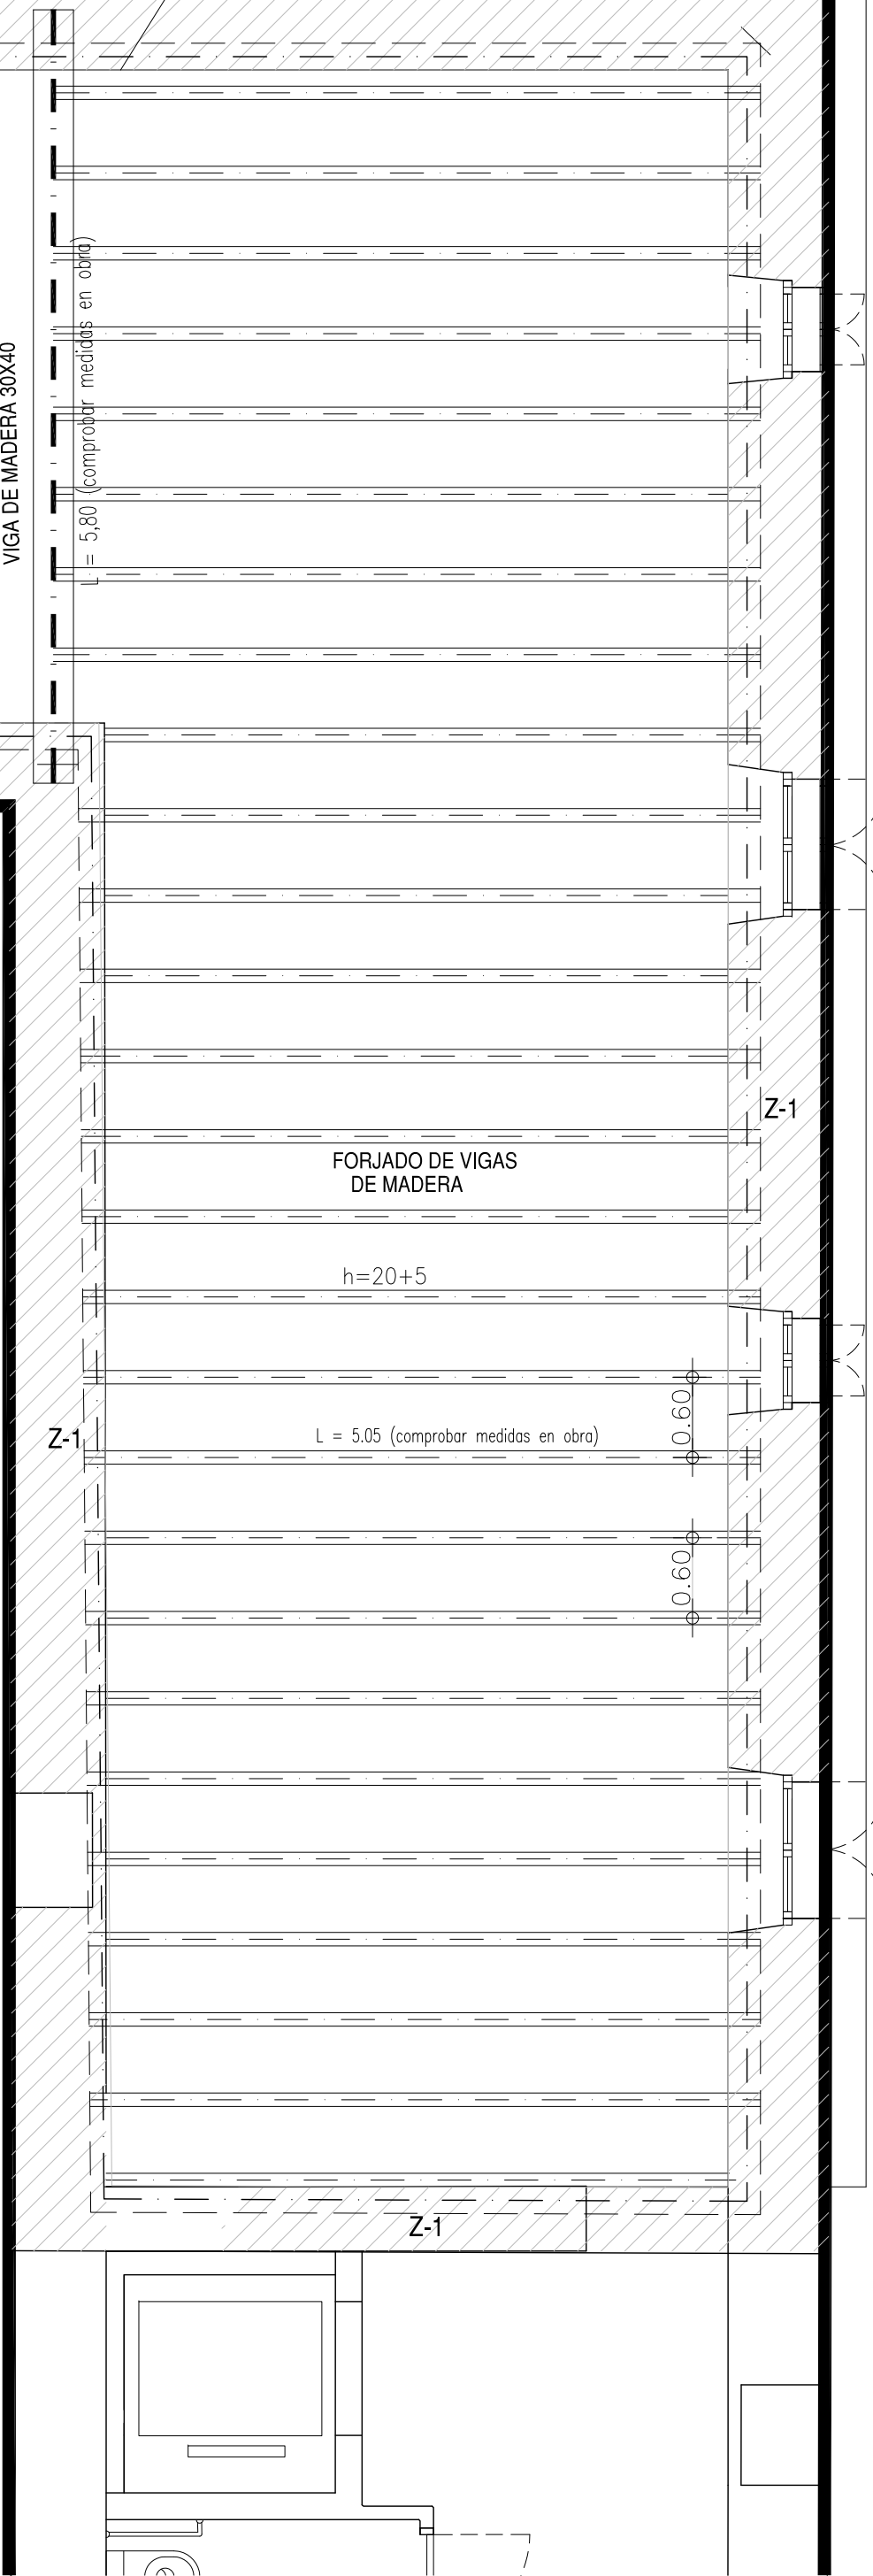 VIGA DE MADERA 30X40
L= 5,80 (comprobar medidas en obra)
Z-1
FORJADO DE VIGAS
DE MADERA
h=20+5
0.60
Z-1
L = 5.05 (comprobar medidas en obra)
0.60
Z-1